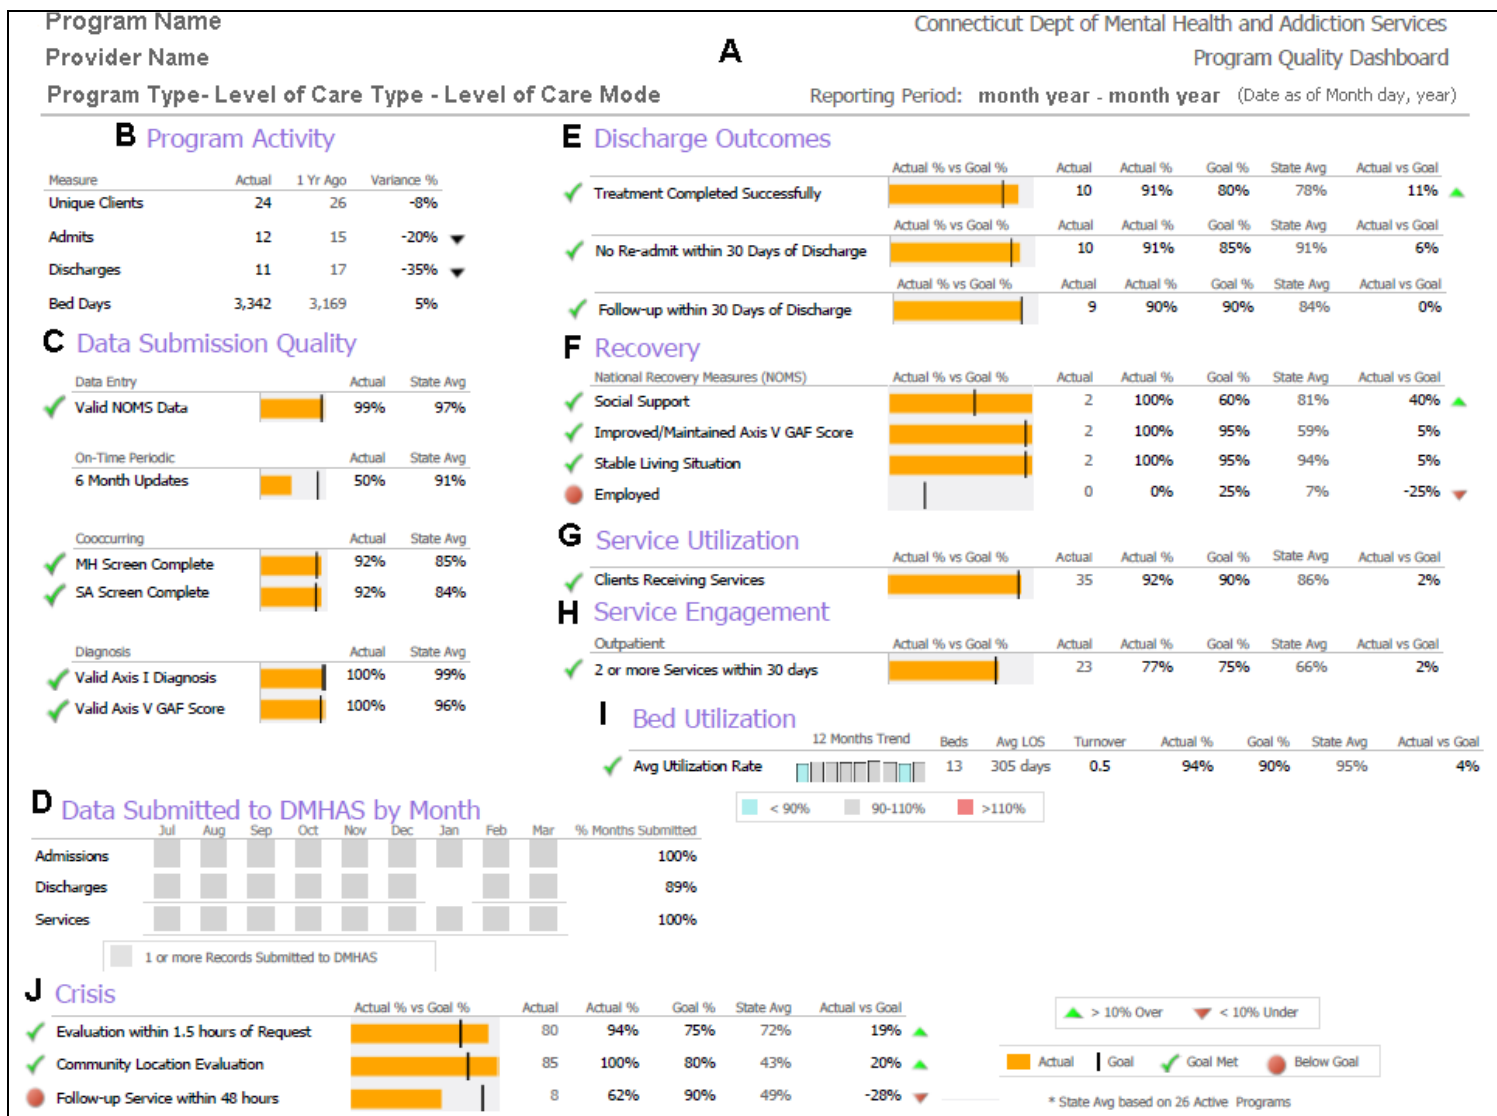 Program Name
Connecticut Dept of Mental Health and Addiction Services
Provider Name
A
Program Quality Dashboard
Program Type- Level of Care Type - Level of Care Mode
Reporting Period: month year - month year (Date as of Month day, year)
B Program Activity
Measure Actual 1 Yr Ago Variance %
Unique Clients 24 26 -8%
Admits 12 15 -20%
Discharges 11 17 -35%
Bed Days 3,342 3,169 5%
C Data Submission Quality
Data Entry Actual State Avg
Valid NOMS Data 99% 97%
On-Time Periodic Actual State Avg
6 Month Updates 50% 91%
Cooccurring Actual State Avg
MH Screen Complete 92% 85%
SA Screen Complete 92% 84%
Diagnosis Actual State Avg
Valid Axis I Diagnosis 100% 99%
Valid Axis V GAF Score 100% 96%
D Data Submitted to DMHAS by Month
Jul Aug Sep Oct Nov Dec Jan Feb Mar % Months Submitted
Admissions 100%
Discharges 89%
Services 100%
1 or more Records Submitted to DMHAS
E Discharge Outcomes
Actual % vs Goal % Actual Actual % Goal % State Avg Actual vs Goal
Treatment Completed Successfully 10 91% 80% 78% 11%
Actual % vs Goal % Actual Actual % Goal % State Avg Actual vs Goal
No Re-admit within 30 Days of Discharge 10 91% 85% 91% 6%
Actual % vs Goal % Actual Actual % Goal % State Avg Actual vs Goal
Follow-up within 30 Days of Discharge 9 90% 90% 84% 0%
F Recovery
National Recovery Measures (NOMS) Actual % vs Goal % Actual Actual % Goal % State Avg Actual vs Goal
Social Support 2 100% 60% 81% 40%
Improved/Maintained Axis V GAF Score 2 100% 95% 59% 5%
Stable Living Situation 2 100% 95% 94% 5%
Employed 0 0% 25% 7% -25%
G Service Utilization
Actual % vs Goal % Actual Actual % Goal % State Avg Actual vs Goal
Clients Receiving Services 35 92% 90% 86% 2%
H Service Engagement
Outpatient Actual % vs Goal % Actual Actual % Goal % State Avg Actual vs Goal
2 or more Services within 30 days 23 77% 75% 66% 2%
I Bed Utilization
12 Months Trend Beds Avg LOS Turnover Actual % Goal % State Avg Actual vs Goal
Avg Utilization Rate 13 305 days 0.5 94% 90% 95% 4%
< 90% 90-110% >110%
J Crisis
Actual % vs Goal % Actual Actual % Goal % State Avg Actual vs Goal
Evaluation within 1.5 hours of Request 80 94% 75% 72% 19%
Community Location Evaluation 85 100% 80% 43% 20%
Follow-up Service within 48 hours 8 62% 90% 49% -28%
> 10% Over < 10% Under
Actual Goal Goal Met Below Goal
* State Avg based on 26 Active Programs